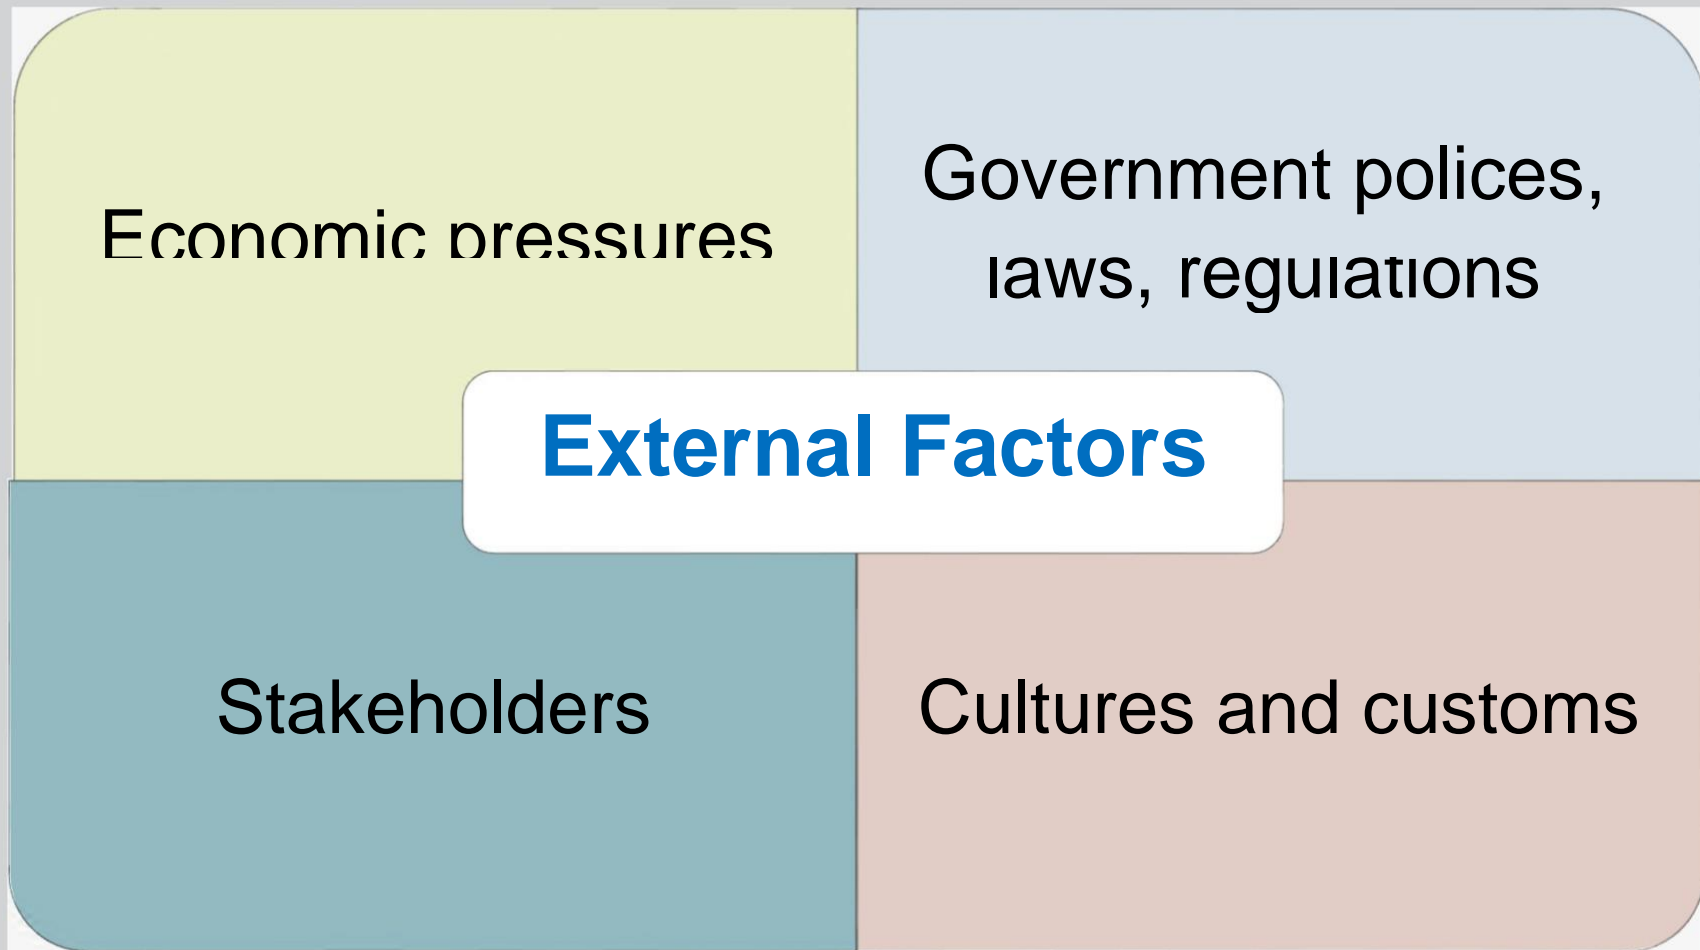 Economic pressures
Government polices,
laws, regulations
External Factors
Stakeholders
Cultures and customs